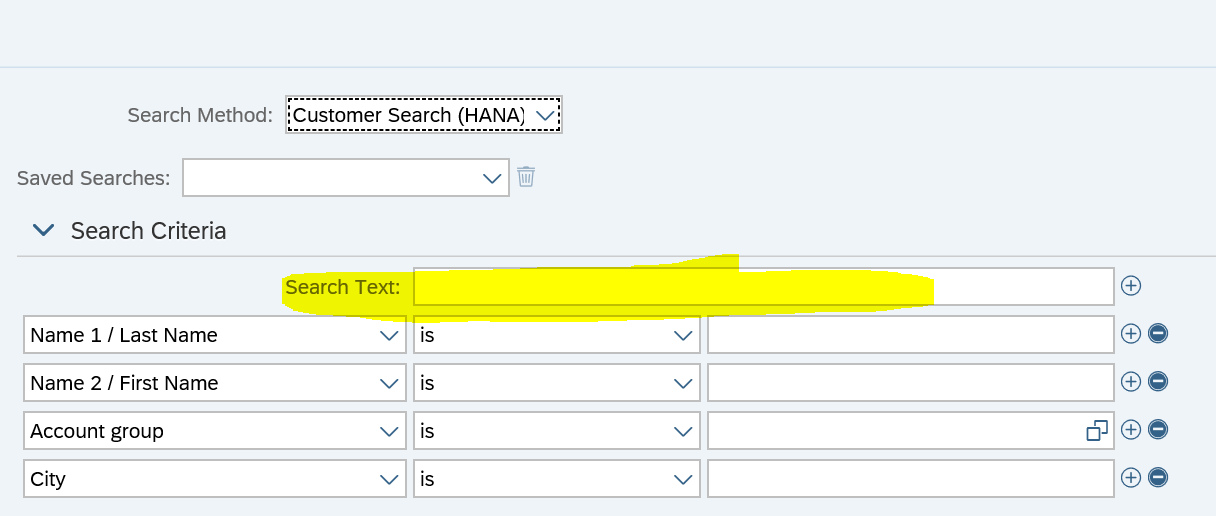 Search Method: Customer Search (HANA)
Saved Searches:
Search Criteria
Search Text:
Name 1 / Last Name is
Name 2 / First Name is
Account group is
City is